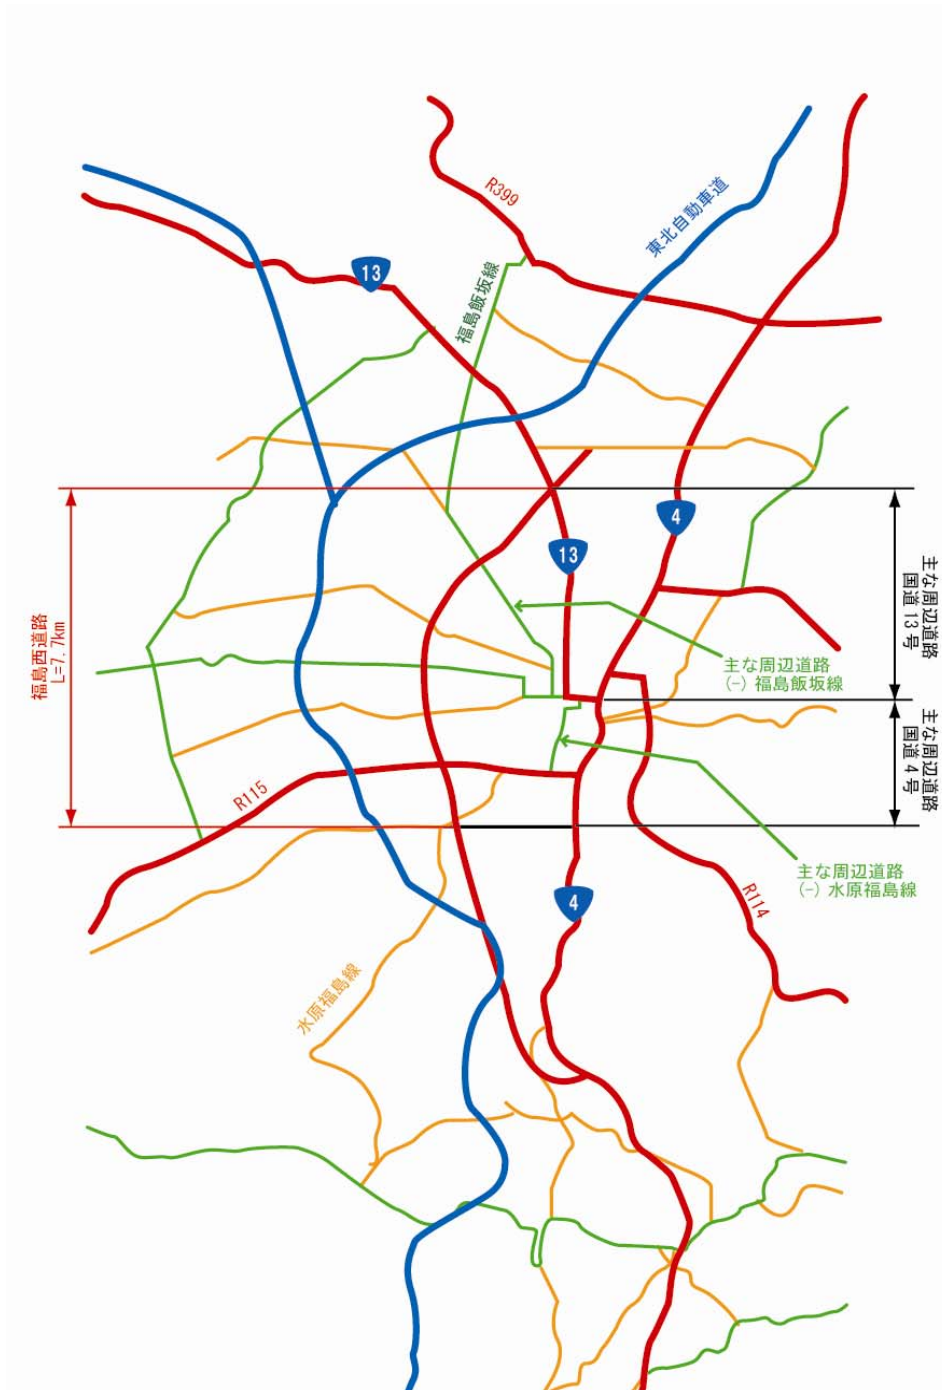 R399
東北自動車道
13
福島飯坂線
4
13
主な周辺道路
国道13号
福島西道路
L=7.7km
主な周辺道路
(-) 福島飯坂線
主な周辺道路
国道4号
R115
主な周辺道路
(-) 水原福島線
4
R114
水原福島線